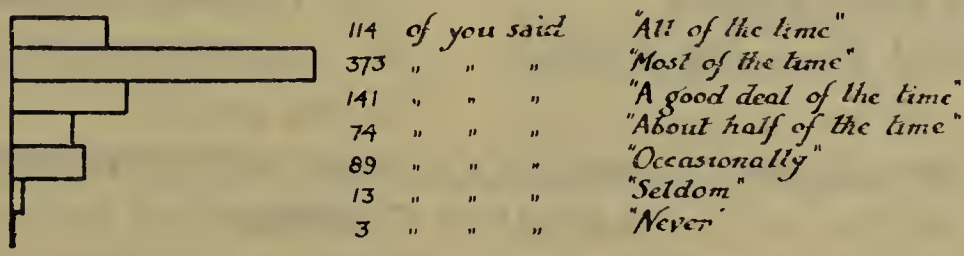 114 of you said "All of the time"
373 " " " "Most of the time"
141 " " " "A good deal of the time"
74 " " " "About half of the time"
89 " " " "Occasionally"
13 " " " "Seldom"
3 " " " "Never"